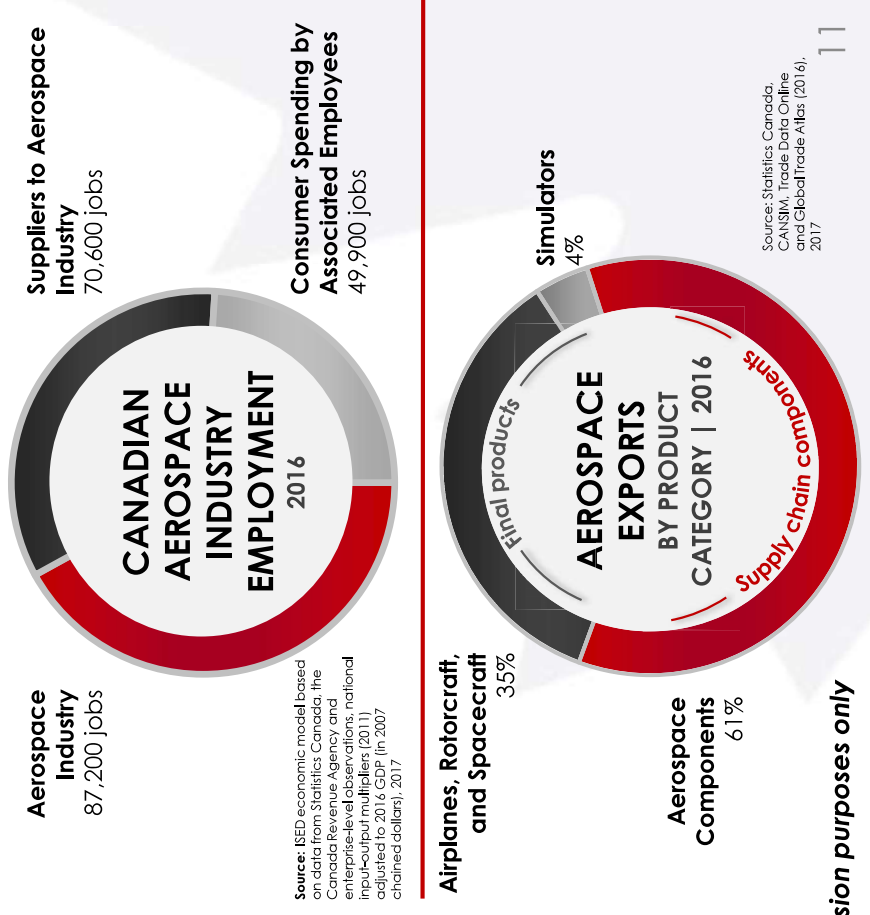 Aerospace
Industry
87,200 jobs
Suppliers to Aerospace
Industry
70,600 jobs
CANADIAN
AEROSPACE
INDUSTRY
EMPLOYMENT
2016
Consumer Spending by
Associated Employees
49,900 jobs
Source: ISED economic model based
on data from Statistics Canada, the
Canada Revenue Agency and
enterprise-level observations, national
input-output multipliers (2011)
adjusted to 2016 GDP (in 2007
chained dollars), 2017
Airplanes, Rotorcraft,
and Spacecraft
35%
Simulators
4%
Final products
AEROSPACE
EXPORTS
BY PRODUCT
CATEGORY | 2016
Supply chain components
Aerospace
Components
61%
Source: Statistics Canada,
CANSIM, Trade Data Online
and Global Trade Atlas (2016),
2017
11
sion purposes only